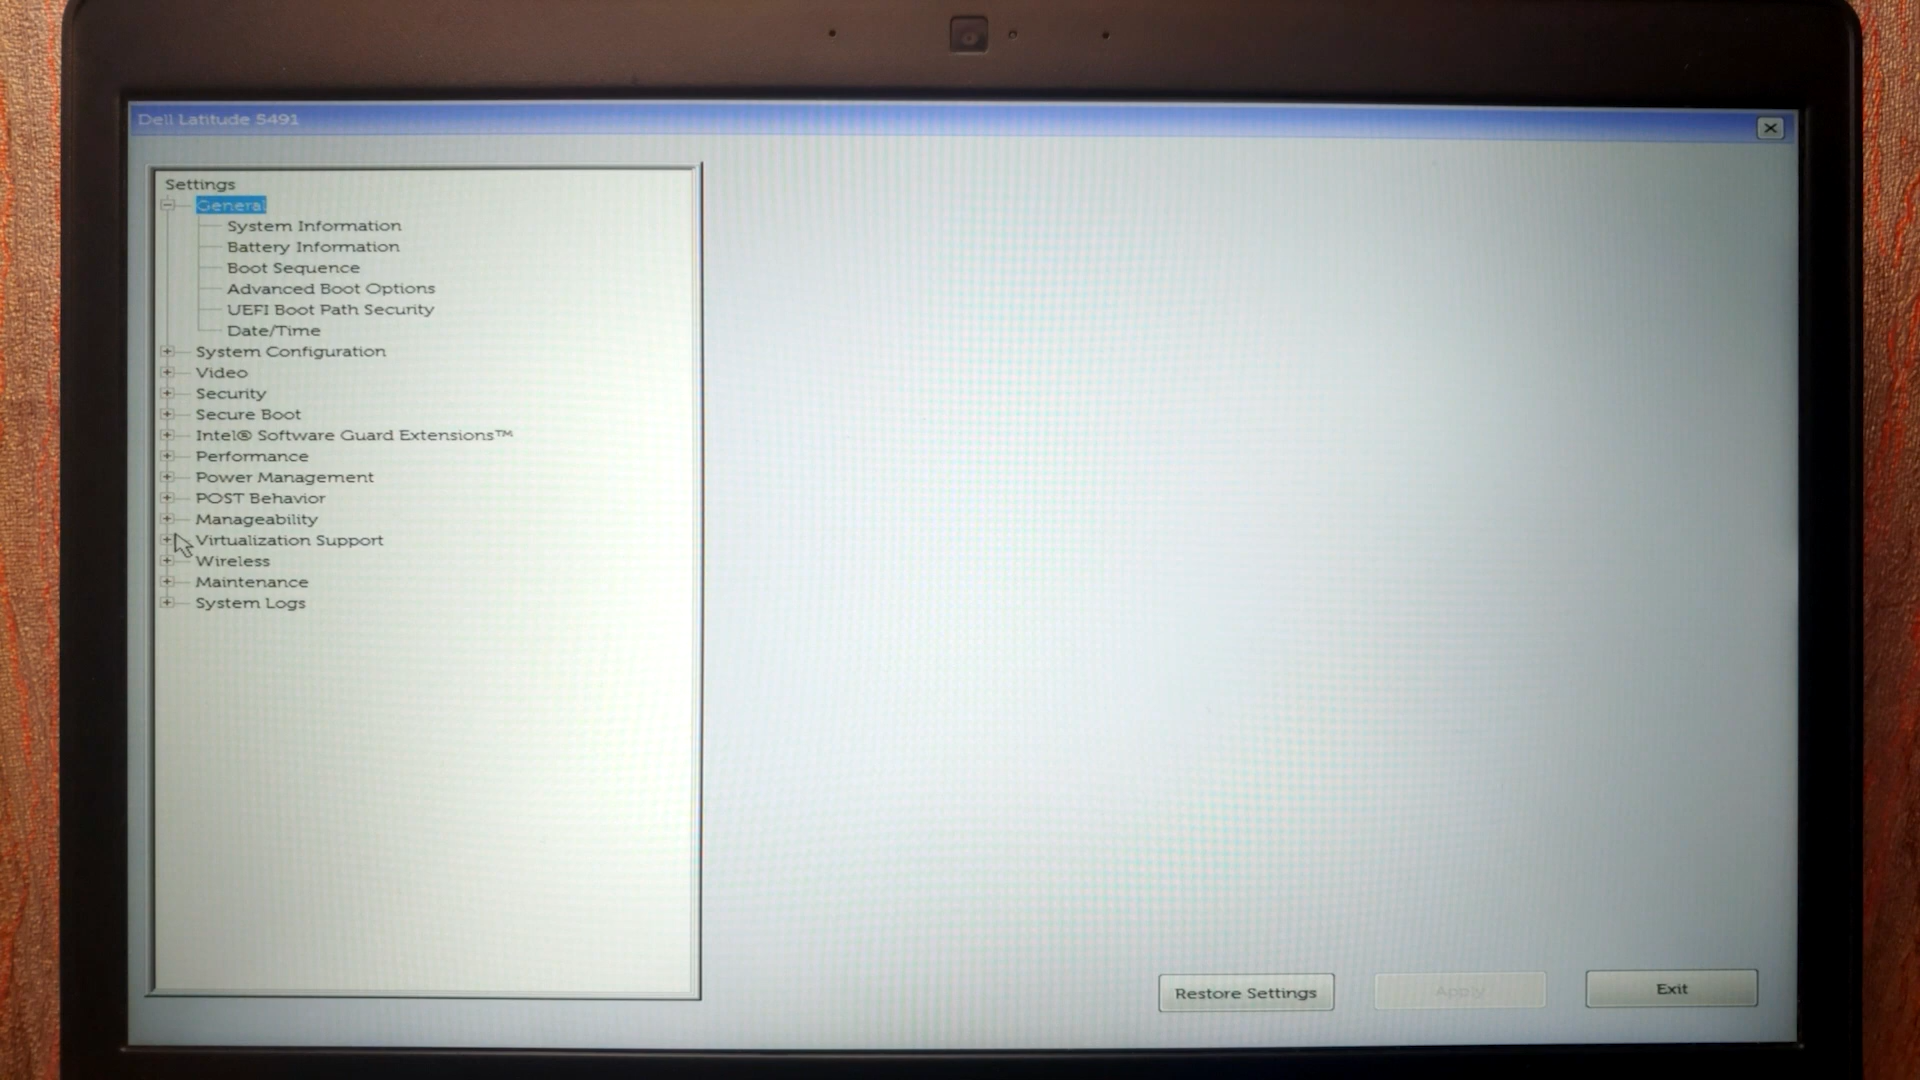 Dell Latitude 5491
Settings
General
System Information
Battery Information
Boot Sequence
Advanced Boot Options
UEFI Boot Path Security
Date/Time
System Configuration
Video
Security
Secure Boot
Intel® Software Guard Extensions™
Performance
Power Management
POST Behavior
Manageability
Virtualization Support
Wireless
Maintenance
System Logs
Restore Settings
Apply
Exit